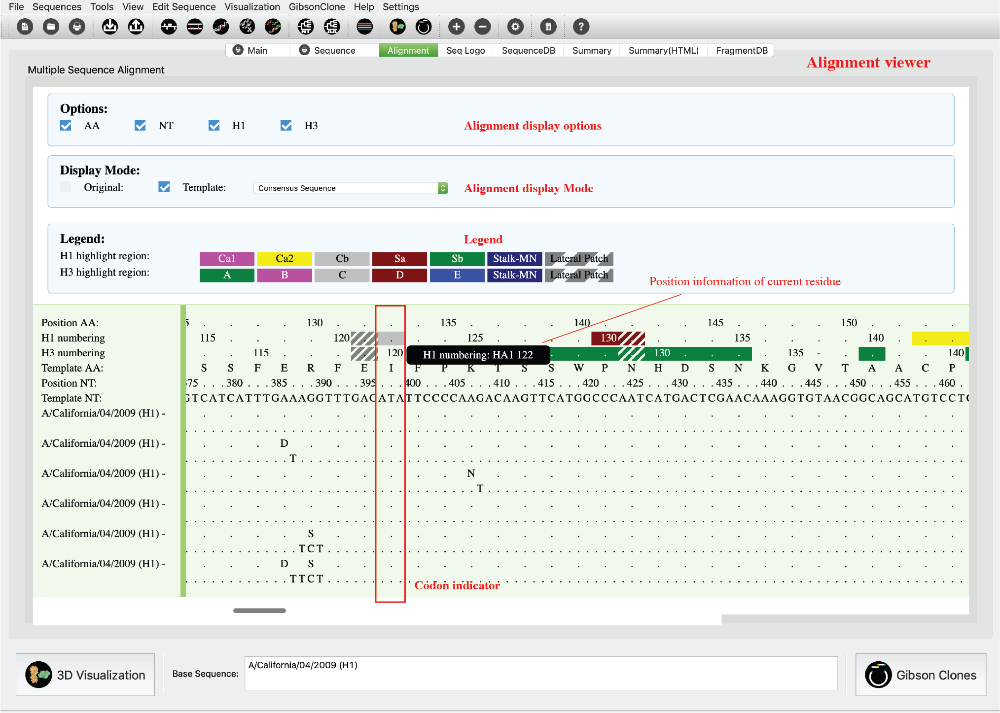 File Sequences Tools View Edit Sequence Visualization GibsonClone Help Settings
NT AA
Main Sequence Alignment Seq Logo SequenceDB Summary Summary(HTML) FragmentDB
Alignment viewer
Multiple Sequence Alignment
Options:
AA NT H1 H3 Alignment display options
Display Mode:
Original: Template: Consensus Sequence Alignment display Mode
Legend: Legend
H1 highlight region: Ca1 Ca2 Cb Sa Sb Stalk-MN Lateral Patch
H3 highlight region: A B C D E Stalk-MN Lateral Patch
Position information of current residue
Position AA: 5 . . . . 130 . . . . 135 . . . . 140 . . . . 145 . . . . 150 . . . .
H1 numbering 115 . . . . 120 . . . . 125 . . . . 130 . . . . 135 . . . . 140 . . .
H3 numbering . . 115 . . . . 120 H1 numbering: HA1 122 . . . . 130 . . . . 135 - . . . . 140
Template AA: S S F E R F E I F P K T S S W P N H D S N K G V T A A C P
Position NT: 375 . . . 380 . . . 385 . . . 390 . . . 395 . . . 400 . . . 405 . . . 410 . . . 415 . . . 420 . . . 425 . . . 430 . . . 435 . . . 440 . . . 445 . . . 450 . . . 455 . . . 460 .
Template NT: GTCATCATTTGAAAGGTTTGAGATATTCCCCAAGACAAGTTCATGGCCCAATCATGACTCGAACAAAGGTGTAACGGCAGCATGTCCTG
A/California/04/2009 (H1) -
A/California/04/2009 (H1) - D
T
A/California/04/2009 (H1) - N
T
A/California/04/2009 (H1) -
A/California/04/2009 (H1) - S
TCT
A/California/04/2009 (H1) - D S
TTCT
Codon indicator
3D Visualization Base Sequence: A/California/04/2009 (H1) Gibson Clones